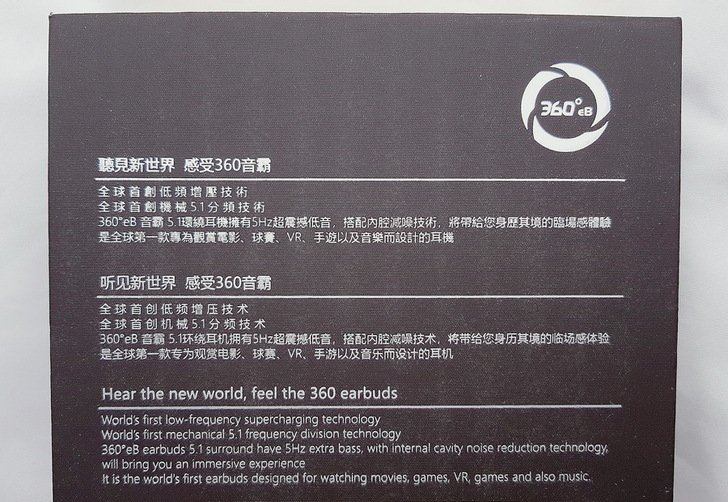 360°eB
聽見新世界 感受360音霸
全球首創低頻增壓技術
全球首創機械5.1分頻技術
360°eB 音霸 5.1環繞耳機擁有5Hz超震撼低音，搭配內腔減噪技術，將帶給您身歷其境的臨場感體驗
是全球第一款專為觀賞電影、球賽、VR、手遊以及音樂而設計的耳機
听见新世界 感受360音霸
全球首创低频增压技术
全球首创机械5.1分频技术
360°eB 音霸 5.1环绕耳机拥有5Hz超震撼低音，搭配内腔减噪技术，将带给您身历其境的临场感体验
是全球第一款专为观赏电影、球赛、VR、手游以及音乐而设计的耳机
Hear the new world, feel the 360 earbuds
World's first low-frequency supercharging technology
World's first mechanical 5.1 frequency division technology
360°eB earbuds 5.1 surround have 5Hz extra bass, with internal cavity noise reduction technology,
will bring you an immersive experience
It is the world's first earbuds designed for watching movies, games, VR, games and also music.